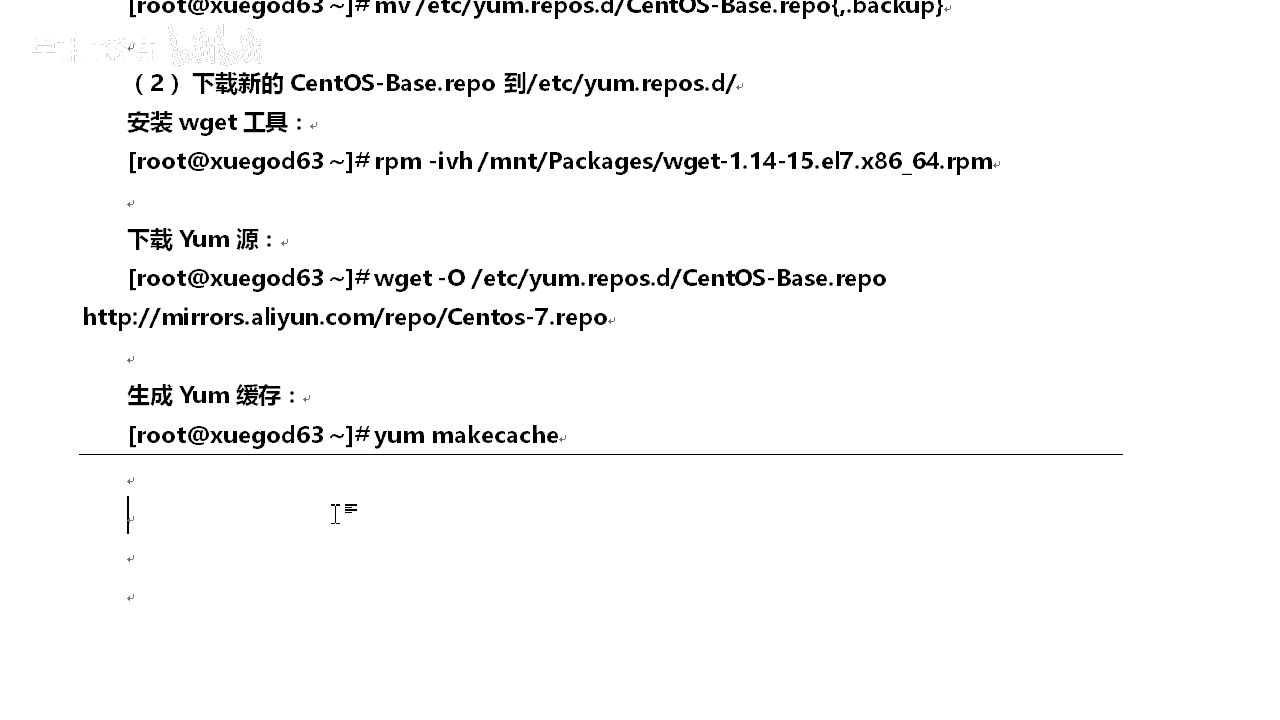 [root@xuegod63 ~]# mv /etc/yum.repos.d/CentOS-Base.repo{,.backup}
（2）下载新的 CentOS-Base.repo 到/etc/yum.repos.d/
安装 wget 工具：
[root@xuegod63 ~]# rpm -ivh /mnt/Packages/wget-1.14-15.el7.x86_64.rpm
下载 Yum 源：
[root@xuegod63 ~]# wget -O /etc/yum.repos.d/CentOS-Base.repo
http://mirrors.aliyun.com/repo/Centos-7.repo
生成 Yum 缓存：
[root@xuegod63 ~]# yum makecache